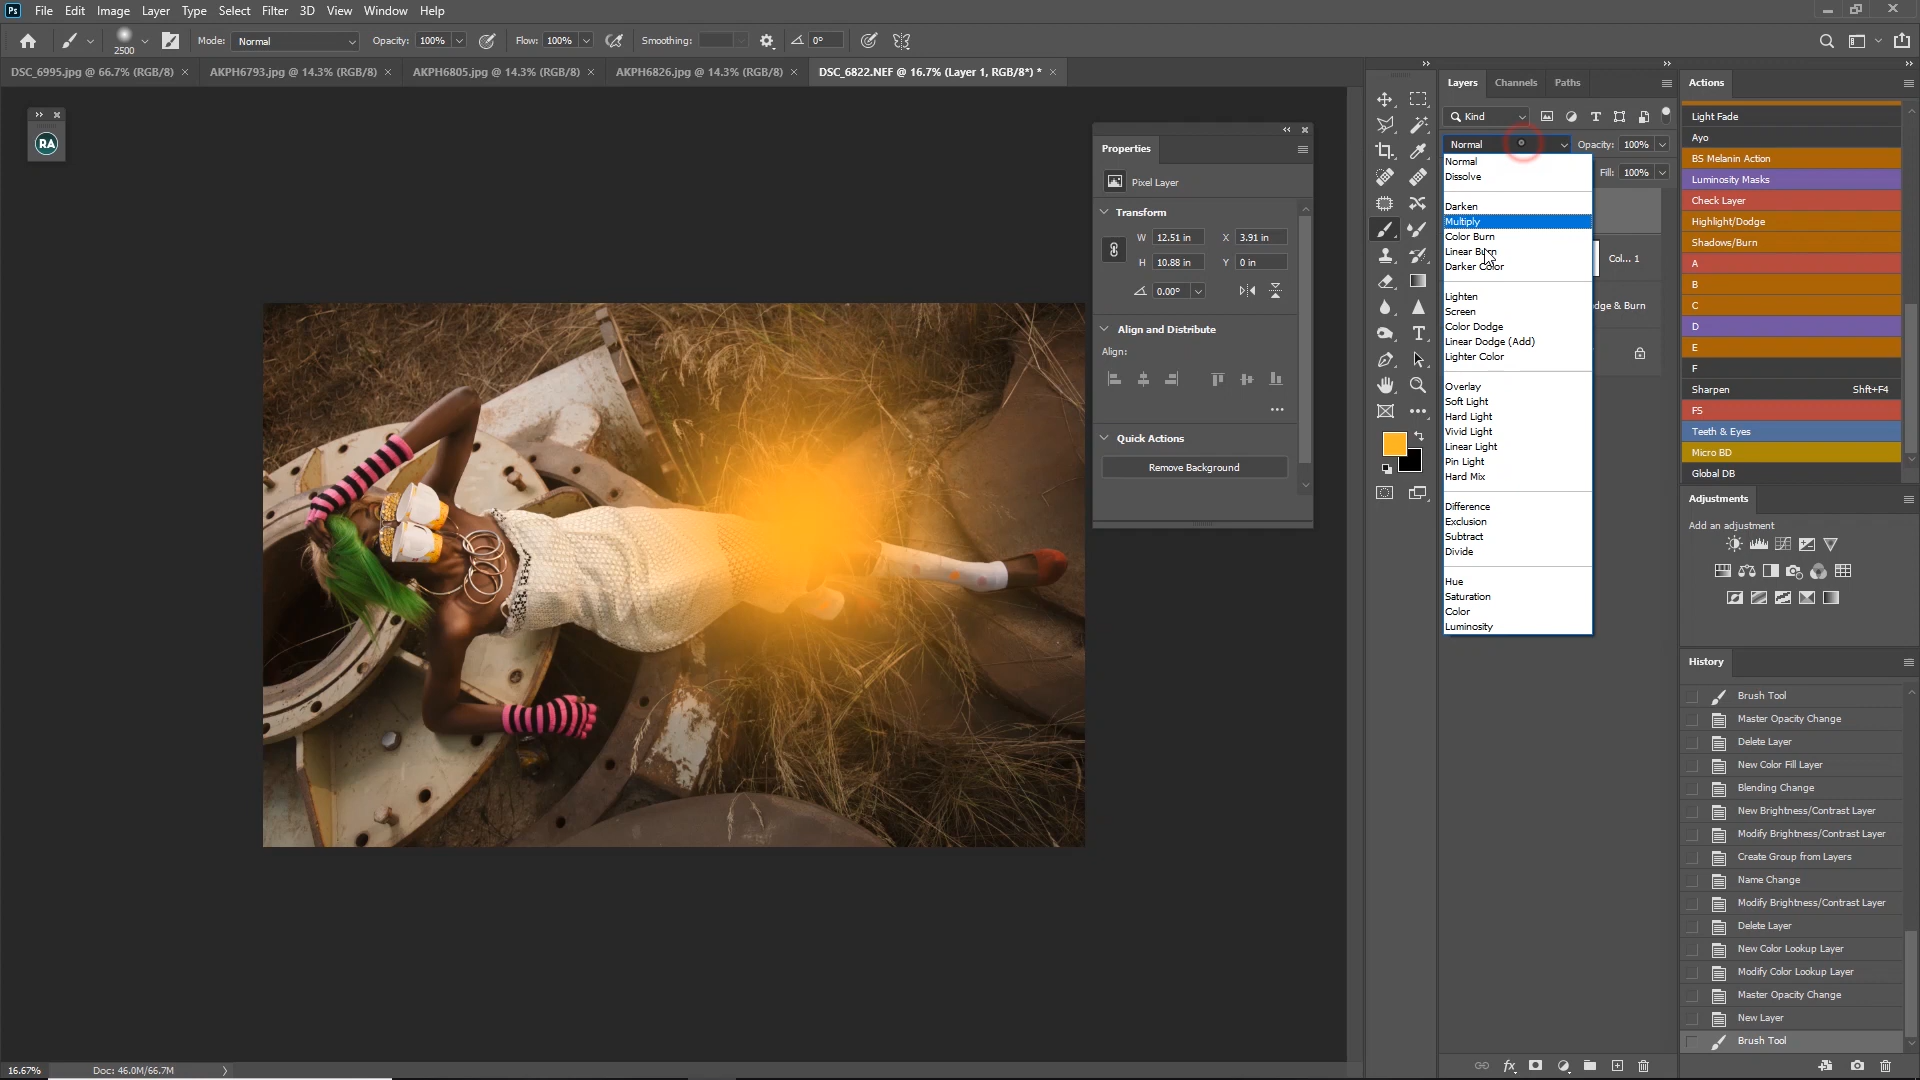 Ps File Edit Image Layer Type Select Filter 3D View Window Help
2500 Mode: Normal Opacity: 100% Flow: 100% Smoothing: 0°
DSC_6995.jpg @ 66.7% (RGB/8) × AKPH6793.jpg @ 14.3% (RGB/8) × AKPH6805.jpg @ 14.3% (RGB/8) × AKPH6826.jpg @ 14.3% (RGB/8) × DSC_6822.NEF @ 16.7% (Layer 1, RGB/8*) * ×
RA
Properties
Pixel Layer
Transform
W 12.51 in X 3.91 in
H 10.88 in Y 0 in
0.00°
Align and Distribute
Align:
Quick Actions
Remove Background
Layers Channels Paths
Kind
Normal Opacity: 100%
Fill: 100%
Normal
Dissolve
Darken
Multiply
Color Burn
Linear Burn
Darker Color
Lighten
Screen
Color Dodge
Linear Dodge (Add)
Lighter Color
Overlay
Soft Light
Hard Light
Vivid Light
Linear Light
Pin Light
Hard Mix
Difference
Exclusion
Subtract
Divide
Hue
Saturation
Color
Luminosity
Col... 1
dge & Burn
Actions
Light Fade
Ayo
BS Melanin Action
Luminosity Masks
Check Layer
Highlight/Dodge
Shadows/Burn
A
B
C
D
E
F
Sharpen Shft+F4
FS
Teeth & Eyes
Micro BD
Global DB
Adjustments
Add an adjustment
History
Brush Tool
Master Opacity Change
Delete Layer
New Color Fill Layer
Blending Change
New Brightness/Contrast Layer
Modify Brightness/Contrast Layer
Create Group from Layers
Name Change
Modify Brightness/Contrast Layer
Delete Layer
New Color Lookup Layer
Modify Color Lookup Layer
Master Opacity Change
New Layer
Brush Tool
16.67% Doc: 46.0M/66.7M